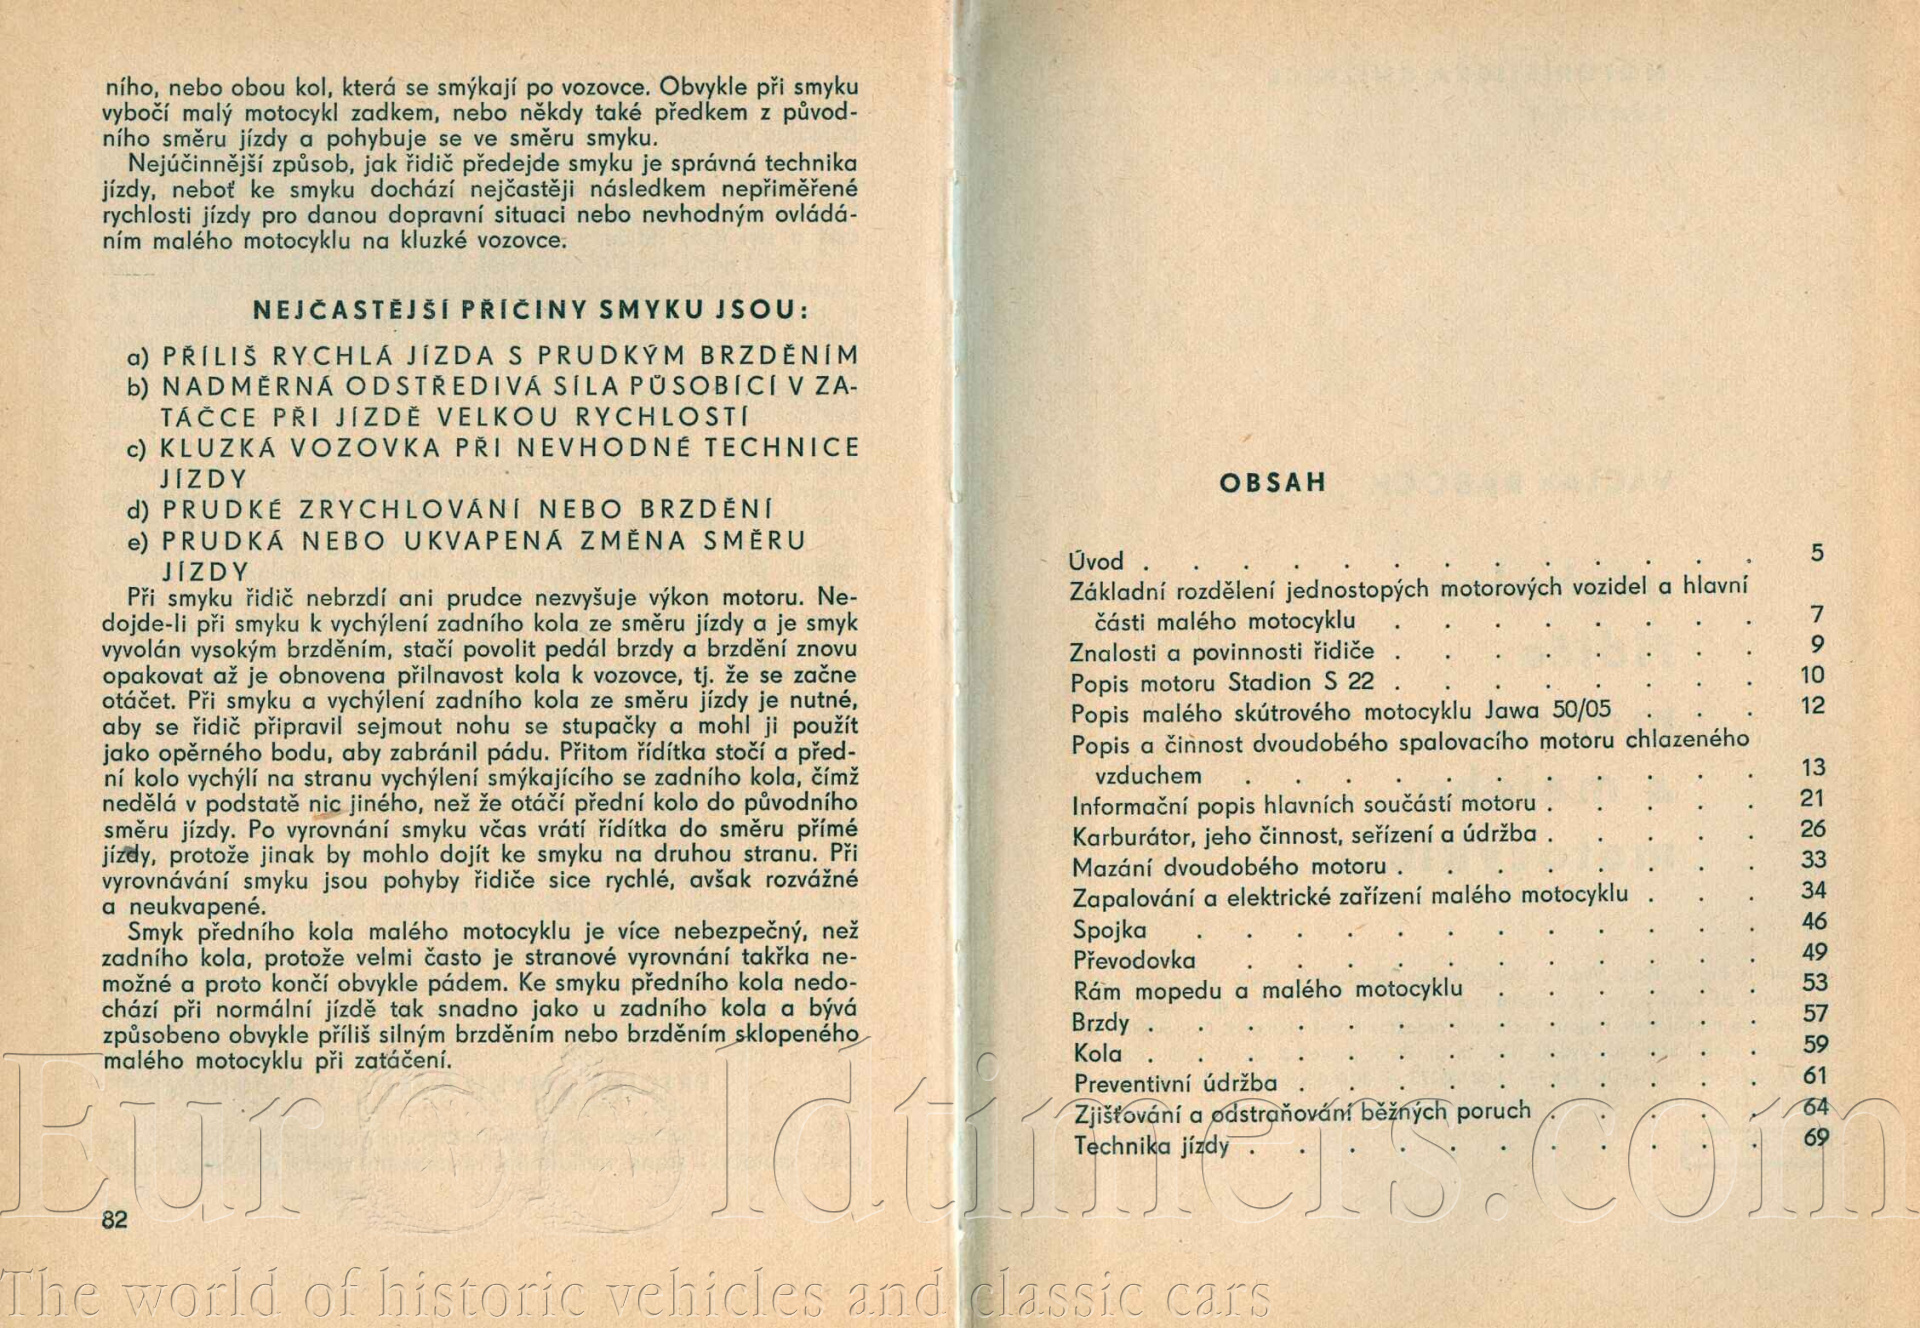 ního, nebo obou kol, která se smýkají po vozovce. Obvykle při smyku
vybočí malý motocykl zadkem, nebo někdy také předkem z původ-
ního směru jízdy a pohybuje se ve směru smyku.
Nejúčinnější způsob, jak řidič předejde smyku je správná technika
jízdy, neboť ke smyku dochází nejčastěji následkem nepřiměřené
rychlosti jízdy pro danou dopravní situaci nebo nevhodným ovládá-
ním malého motocyklu na kluzké vozovce.
NEJČASTĚJŠÍ PŘÍČINY SMYKU JSOU:
a) PŘÍLIŠ RYCHLÁ JÍZDA S PRUDKÝM BRZDĚNÍM
b) NADMĚRNÁ ODSTŘEDIVÁ SÍLA PŮSOBÍCÍ V ZA-
TÁČCE PŘI JÍZDĚ VELKOU RYCHLOSTÍ
c) KLUZKÁ VOZOVKA PŘI NEVHODNÉ TECHNICE
JÍZDY
d) PRUDKÉ ZRYCHLOVÁNÍ NEBO BRZDĚNÍ
e) PRUDKÁ NEBO UKVAPENÁ ZMĚNA SMĚRU
JÍZDY
Při smyku řidič nebrzdí ani prudce nezvyšuje výkon motoru. Ne-
dojde-li při smyku k vychýlení zadního kola ze směru jízdy a je smyk
vyvolán vysokým brzděním, stačí povolit pedál brzdy a brzdění znovu
opakovat až je obnovena přilnavost kola k vozovce, tj. že se začne
otáčet. Při smyku a vychýlení zadního kola ze směru jízdy je nutné,
aby se řidič připravil sejmout nohu se stupačky a mohl ji použít
jako opěrného bodu, aby zabránil pádu. Přitom řídítka stočí a před-
ní kolo vychýlí na stranu vychýlení smýkajícího se zadního kola, čímž
nedělá v podstatě nic jiného, než že otáčí přední kolo do původního
směru jízdy. Po vyrovnání smyku včas vrátí řídítka do směru přímé
jízdy, protože jinak by mohlo dojít ke smyku na druhou stranu. Při
vyrovnávání smyku jsou pohyby řidiče sice rychlé, avšak rozvážné
a neukvapené.
Smyk předního kola malého motocyklu je více nebezpečný, než
zadního kola, protože velmi často je stranové vyrovnání takřka ne-
možné a proto končí obvykle pádem. Ke smyku předního kola nedo-
chází při normální jízdě tak snadno jako u zadního kola a bývá
způsobeno obvykle příliš silným brzděním nebo brzděním sklopeného
malého motocyklu při zatáčení.
82
OBSAH
Úvod . . . . . . . . . . . . . 5
Základní rozdělení jednostopých motorových vozidel a hlavní
části malého motocyklu . . . . . . . . 7
Znalosti a povinnosti řidiče . . . . . . . . 9
Popis motoru Stadion S 22 . . . . . . . . 10
Popis malého skútrového motocyklu Jawa 50/05 . . . 12
Popis a činnost dvoudobého spalovacího motoru chlazeného
vzduchem . . . . . . . . . . . 13
Informační popis hlavních součástí motoru . . . . . 21
Karburátor, jeho činnost, seřízení a údržba . . . . . 26
Mazání dvoudobého motoru . . . . . . . . 33
Zapalování a elektrické zařízení malého motocyklu . . . 34
Spojka . . . . . . . . . . . . 46
Převodovka . . . . . . . . . . . 49
Rám mopedu a malého motocyklu . . . . . . 53
Brzdy . . . . . . . . . . . . . 57
Kola . . . . . . . . . . . . . 59
Preventivní údržba . . . . . . . . . . 61
Zjišťování a odstraňování běžných poruch . . . . . 64
Technika jízdy . . . . . . . . . . . 69
EurOOldtimers.com
The world of historic vehicles and classic cars